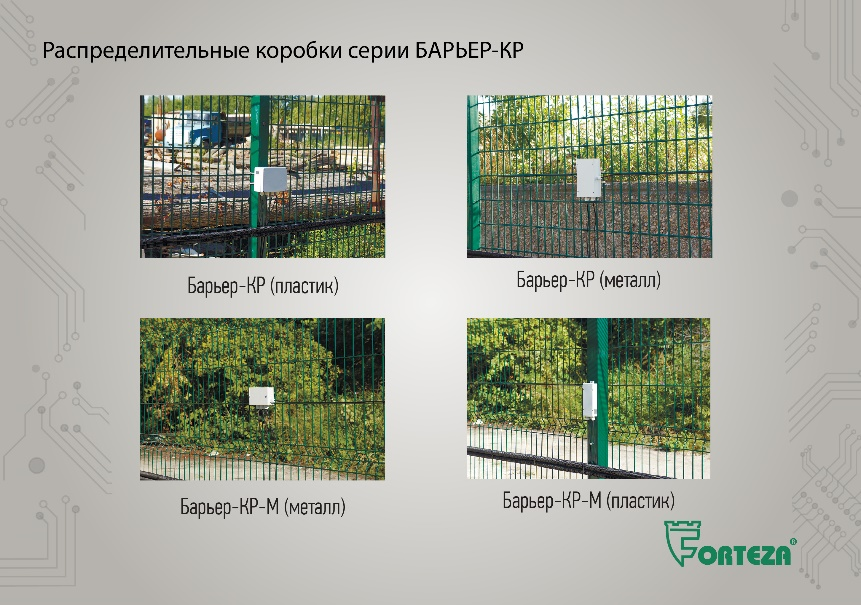 Распределительные коробки серии БАРЬЕР-КР
Барьер-КР (пластик)
Барьер-КР (металл)
Барьер-КР-М (металл)
Барьер-КР-М (пластик)
FORTEZA®